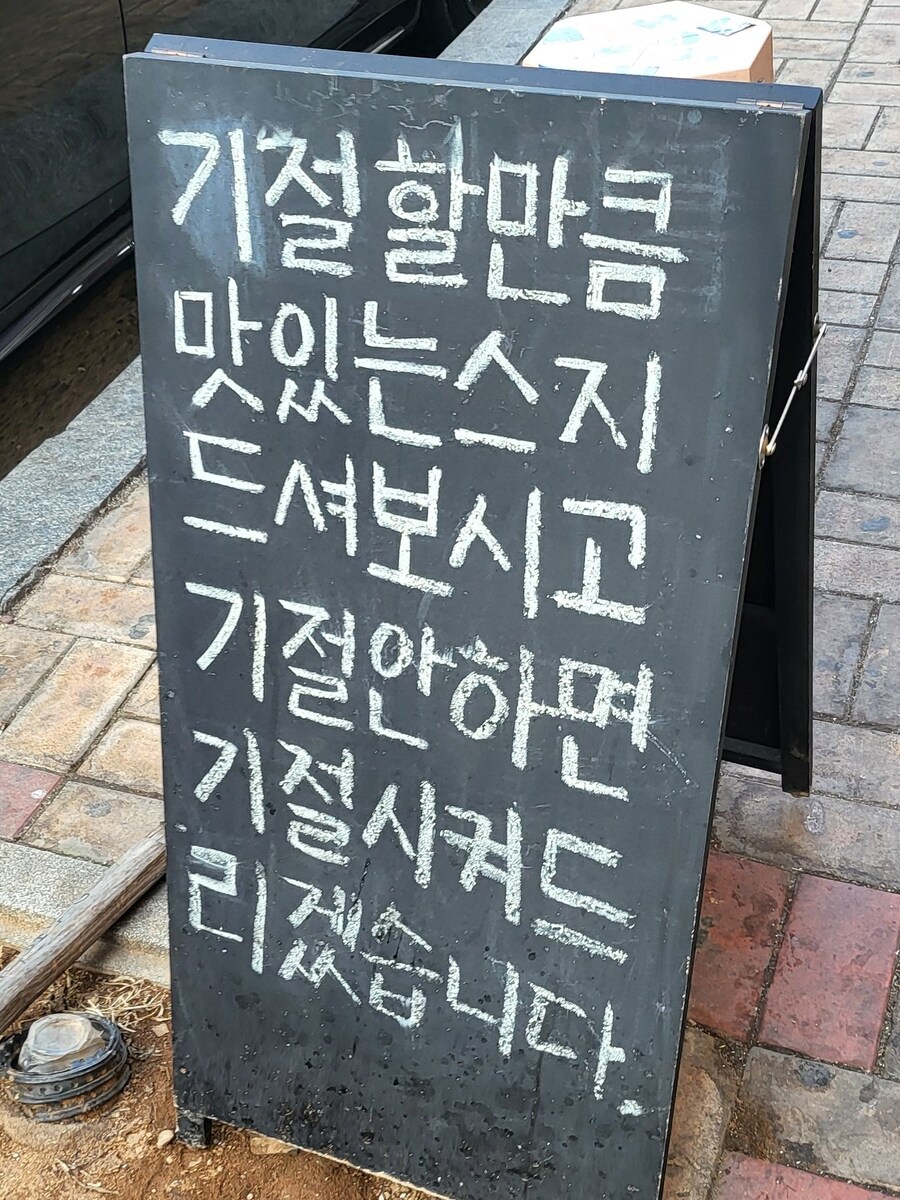 기절할만큼
맛있는스지
드셔보시고
기절안하면
기절시켜드
리겠습니다.